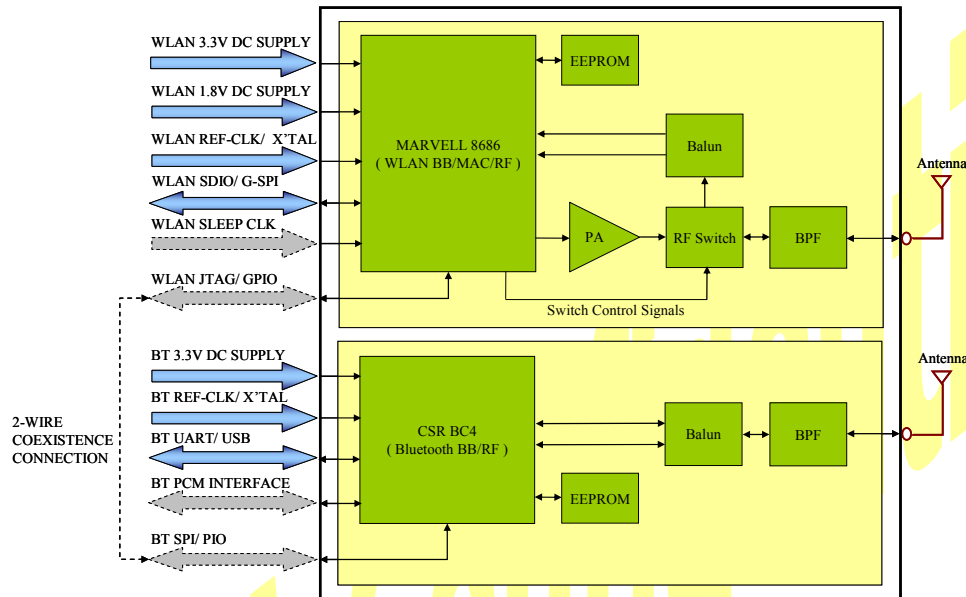 WLAN 3.3V DC SUPPLY
WLAN 1.8V DC SUPPLY
WLAN REF-CLK/ X'TAL
WLAN SDIO/ G-SPI
WLAN SLEEP CLK
WLAN JTAG/ GPIO
MARVELL 8686
( WLAN BB/MAC/RF )
EEPROM
Balun
PA
RF Switch
BPF
Antenna
Switch Control Signals
2-WIRE
COEXISTENCE
CONNECTION
BT 3.3V DC SUPPLY
BT REF-CLK/ X'TAL
BT UART/ USB
BT PCM INTERFACE
BT SPI/ PIO
CSR BC4
( Bluetooth BB/RF )
Balun
BPF
EEPROM
Antenna